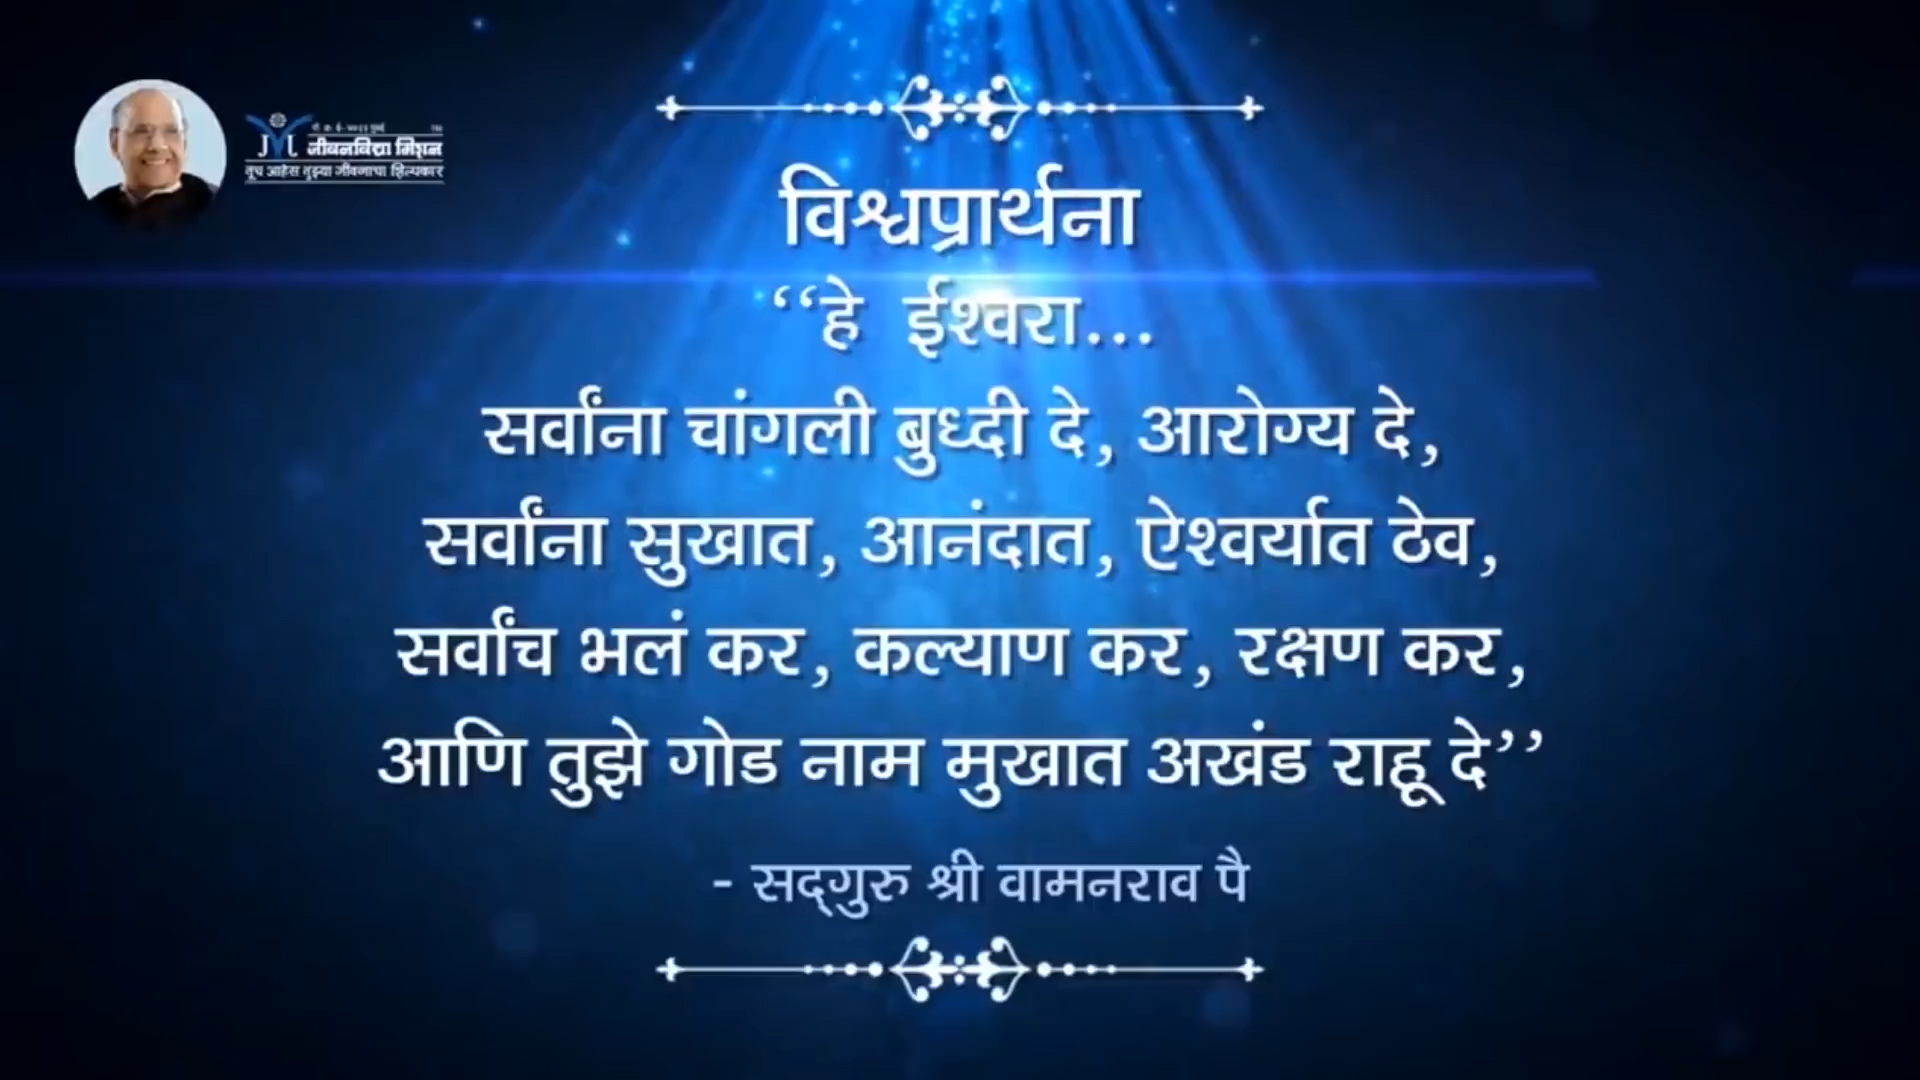 जीवनविद्या मिशन
तूच आहेस तुझ्या जीवनाचा शिल्पकार
विश्वप्रार्थना
“हे ईश्वरा...
सर्वांना चांगली बुध्दी दे, आरोग्य दे,
सर्वांना सुखात, आनंदात, ऐश्वर्यात ठेव,
सर्वांच भलं कर, कल्याण कर, रक्षण कर,
आणि तुझे गोड नाम मुखात अखंड राहू दे”
- सद्‌गुरु श्री वामनराव पै